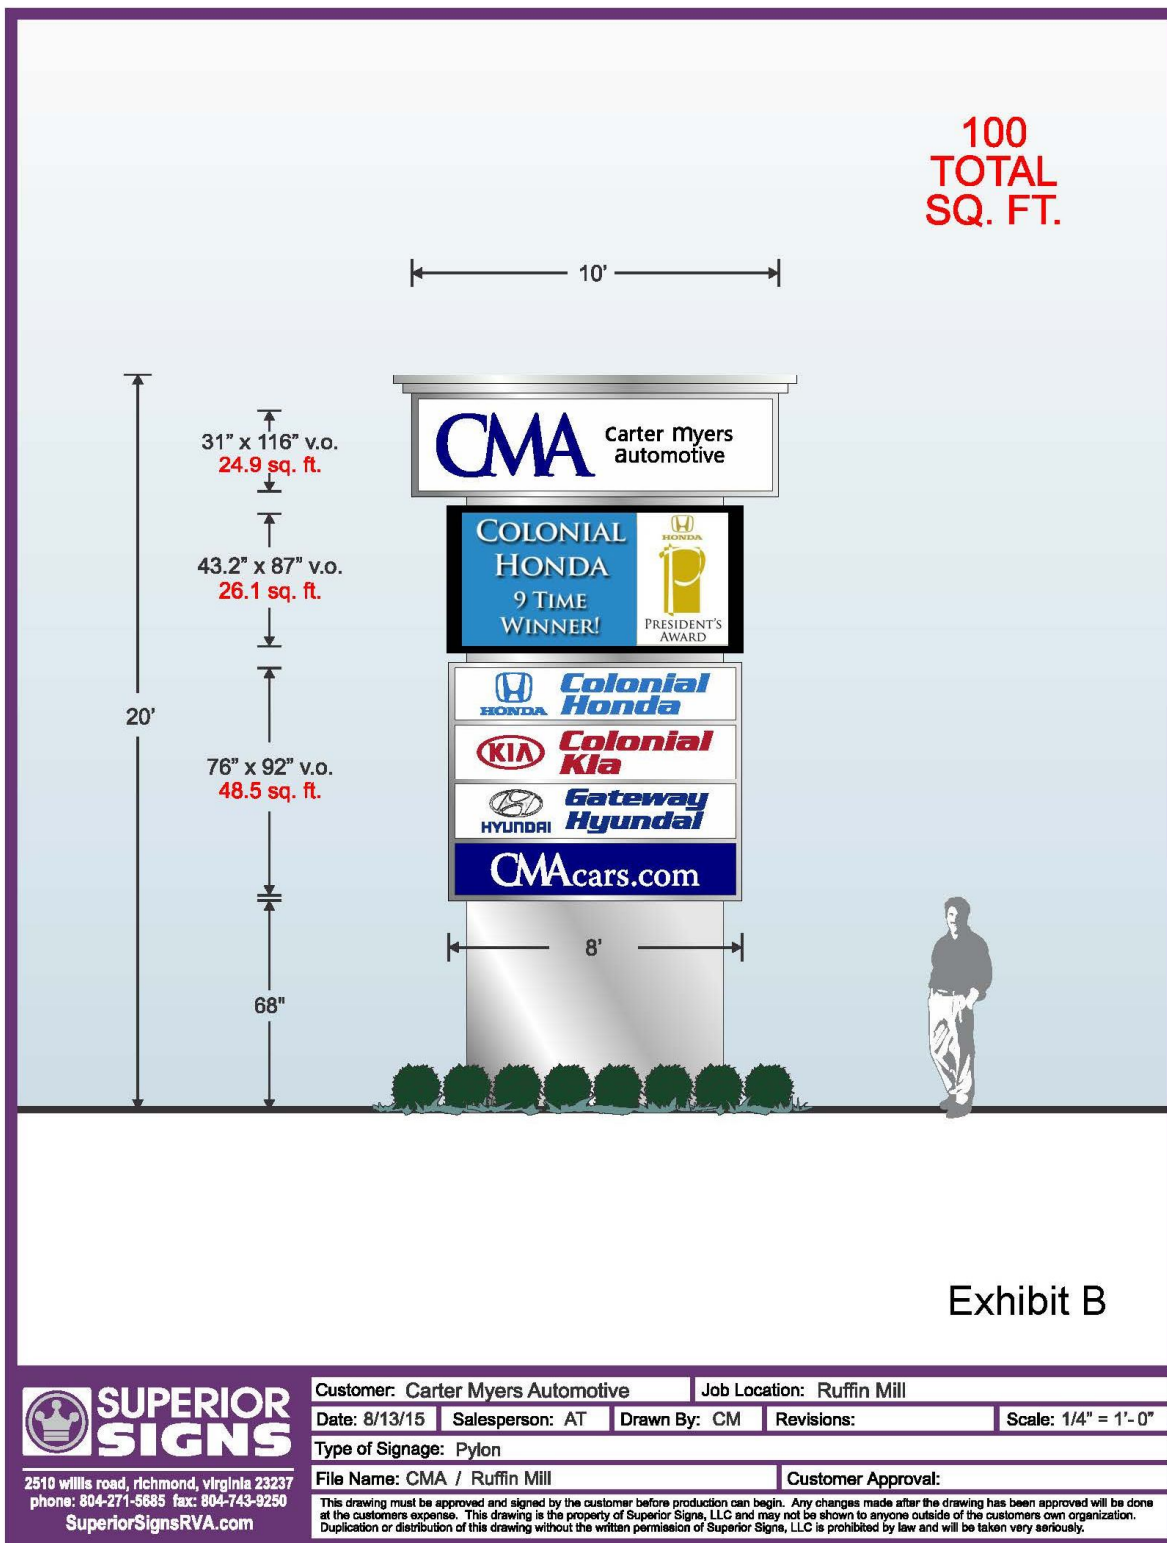 100
TOTAL
SQ. FT.
10'
31" x 116" v.o.
24.9 sq. ft.
CMA Carter Myers
automotive
43.2" x 87" v.o.
26.1 sq. ft.
COLONIAL
HONDA
9 TIME
WINNER!
HONDA
PRESIDENT'S
AWARD
20'
76" x 92" v.o.
48.5 sq. ft.
HONDA Colonial
Honda
KIA Colonial
Kia
HYUNDAI Gateway
Hyundai
CMAcars.com
8'
68"
Exhibit B
SUPERIOR
SIGNS
2510 willis road, richmond, virginia 23237
phone: 804-271-5685 fax: 804-743-9250
SuperiorSignsRVA.com
Customer: Carter Myers Automotive Job Location: Ruffin Mill
Date: 8/13/15 Salesperson: AT Drawn By: CM Revisions: Scale: 1/4" = 1'- 0"
Type of Signage: Pylon
File Name: CMA / Ruffin Mill Customer Approval:
This drawing must be approved and signed by the customer before production can begin. Any changes made after the drawing has been approved will be done
at the customers expense. This drawing is the property of Superior Signs, LLC and may not be shown to anyone outside of the customers own organization.
Duplication or distribution of this drawing without the written permission of Superior Signs, LLC is prohibited by law and will be taken very seriously.